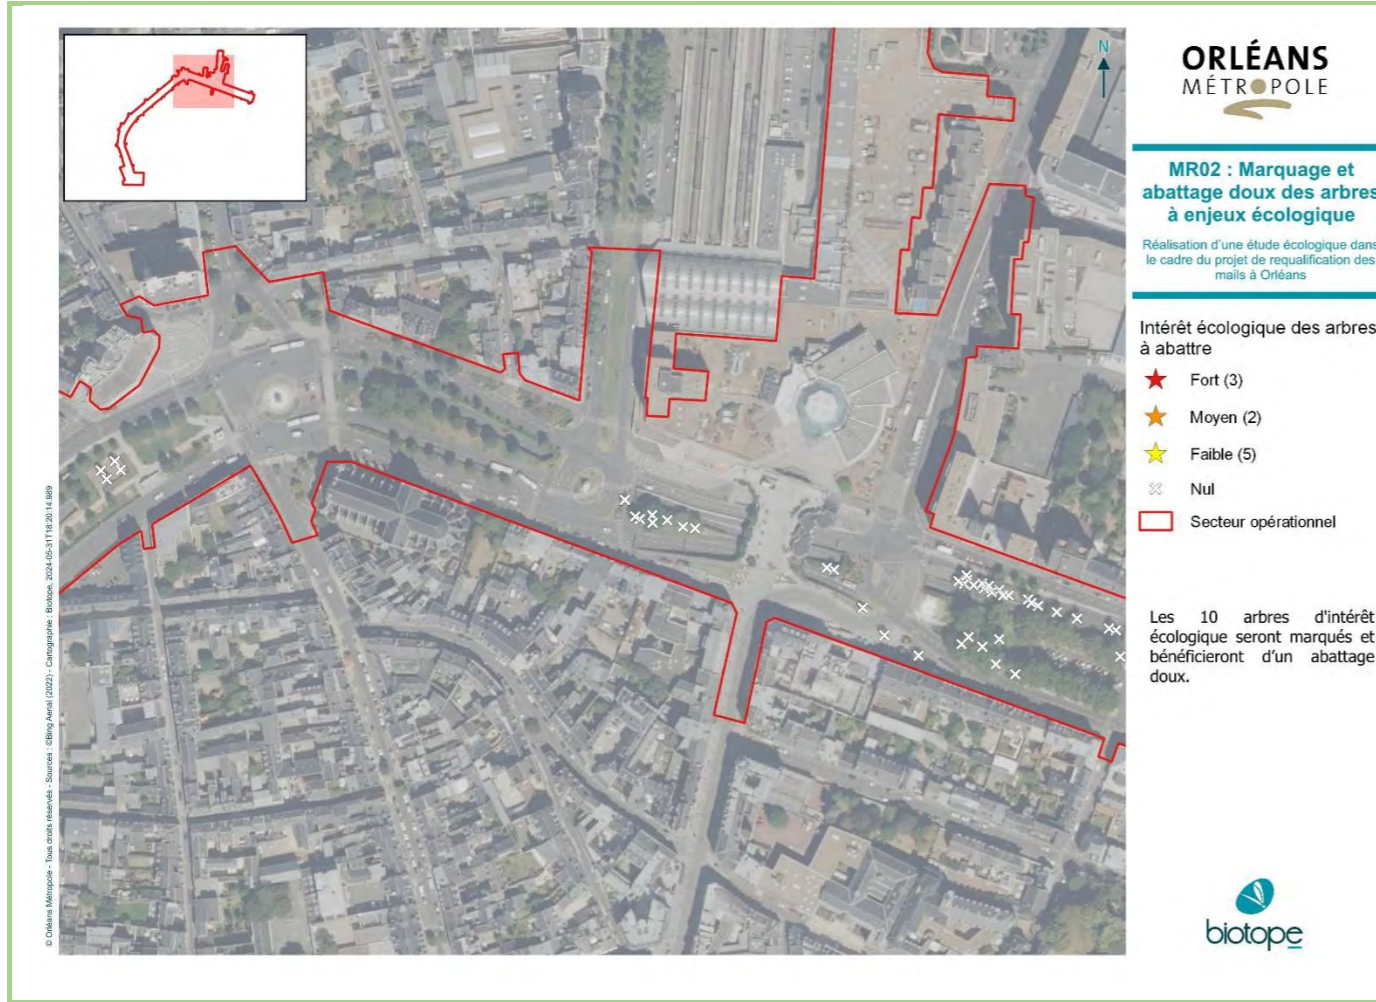 N
ORLÉANS
MÉTROPOLE
MR02 : Marquage et
abattage doux des arbres
à enjeux écologique
Réalisation d'une étude écologique dans
le cadre du projet de requalification des
mails à Orléans
Intérêt écologique des arbres
à abattre
Fort (3)
Moyen (2)
Faible (5)
Nul
Secteur opérationnel
Les 10 arbres d'intérêt
écologique seront marqués et
bénéficieront d'un abattage
doux.
biotope
© Orléans Métropole - Tous droits réservés - Sources : ©Bing Aerial (2022) - Cartographie : Biotope, 2024-05-31T18:20:14.989